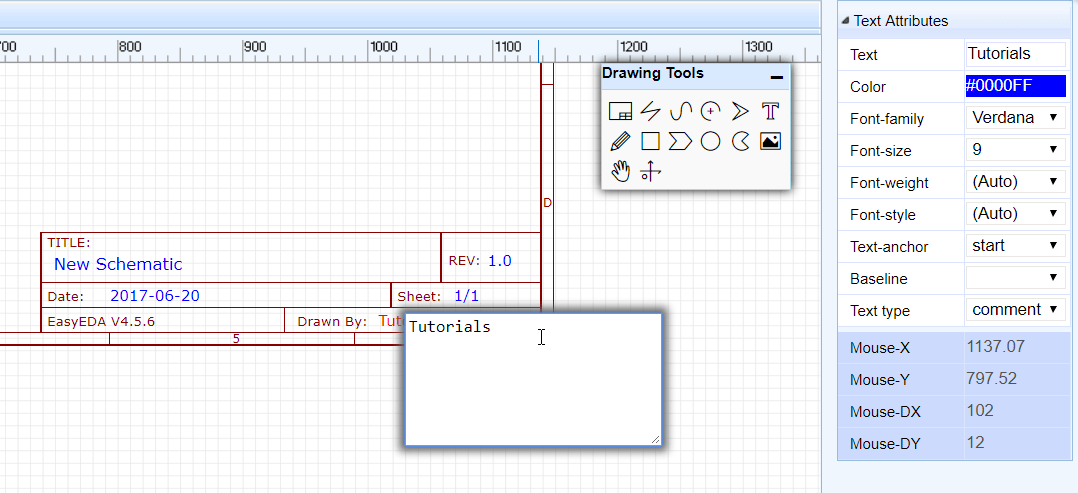 700 800 900 1000 1100 1200 1300
Drawing Tools
D
TITLE:
New Schematic
REV: 1.0
Date: 2017-06-20
Sheet: 1/1
EasyEDA V4.5.6
Drawn By: Tut
5
Tutorials
Text Attributes
Text Tutorials
Color #0000FF
Font-family Verdana
Font-size 9
Font-weight (Auto)
Font-style (Auto)
Text-anchor start
Baseline
Text type comment
Mouse-X 1137.07
Mouse-Y 797.52
Mouse-DX 102
Mouse-DY 12